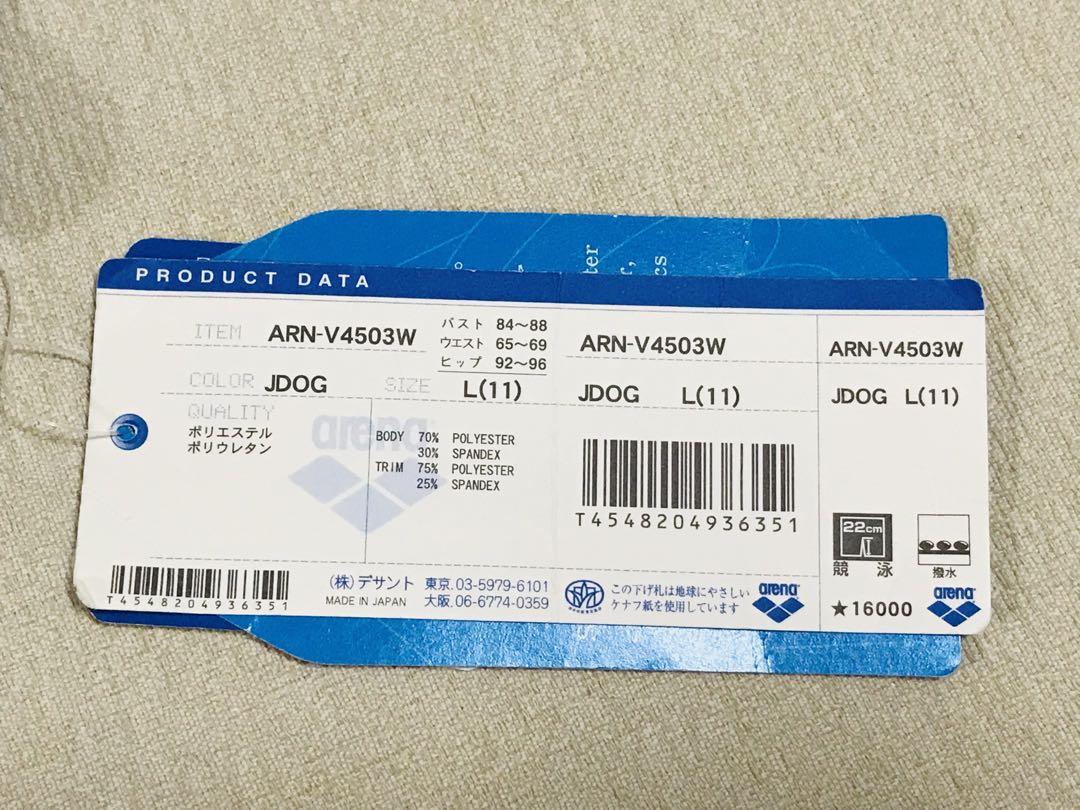 ter
r,
cs
PRODUCT DATA
ITEM ARN-V4503W
バスト 84〜88
ウエスト 65〜69
ヒップ 92〜96
COLOR JDOG SIZE L(11)
QUALITY
ポリエステル
ポリウレタン
arena
BODY 70% POLYESTER
30% SPANDEX
TRIM 75% POLYESTER
25% SPANDEX
T4548204936351
(株)デサント 東京.03-5979-6101
MADE IN JAPAN 大阪.06-6774-0359
ARN-V4503W
JDOG L(11)
T4548204936351
この下げ札は地球にやさしい
ケナフ紙を使用しています
arena
ARN-V4503W
JDOG L(11)
22cm
競泳
撥水
★16000
arena